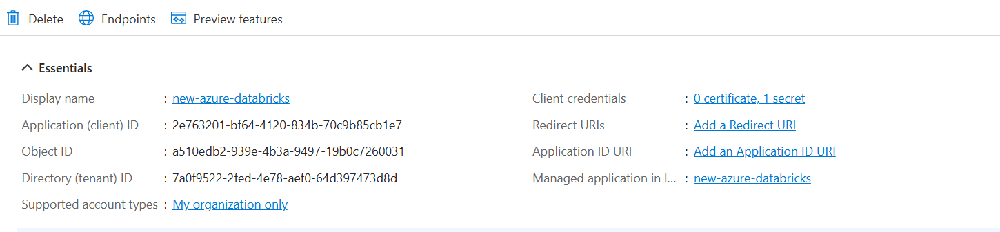 Delete Endpoints Preview features
Essentials
Display name : new-azure-databricks Client credentials : 0 certificate, 1 secret
Application (client) ID : 2e763201-bf64-4120-834b-70c9b85cb1e7 Redirect URIs : Add a Redirect URI
Object ID : a510edb2-939e-4b3a-9497-19b0c7260031 Application ID URI : Add an Application ID URI
Directory (tenant) ID : 7a0f9522-2fed-4e78-aef0-64d397473d8d Managed application in l... : new-azure-databricks
Supported account types : My organization only